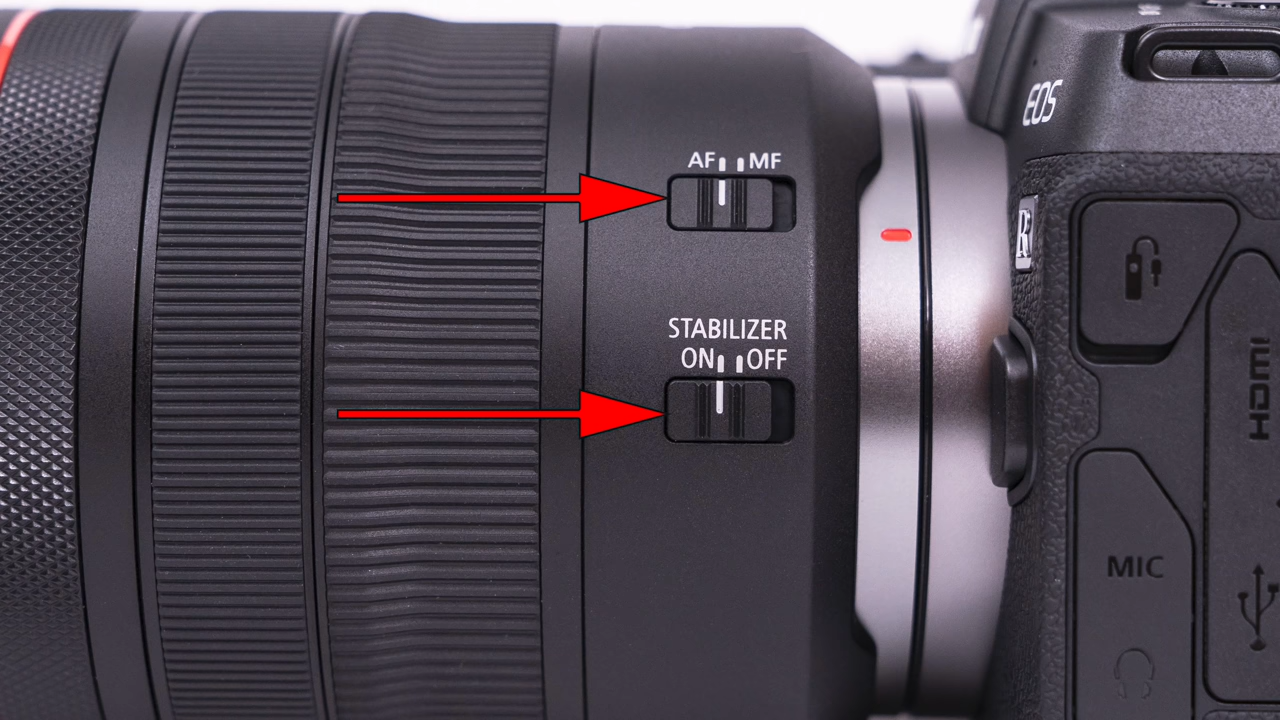 AF MF
STABILIZER
ON OFF
EOS
R
HDMI
MIC